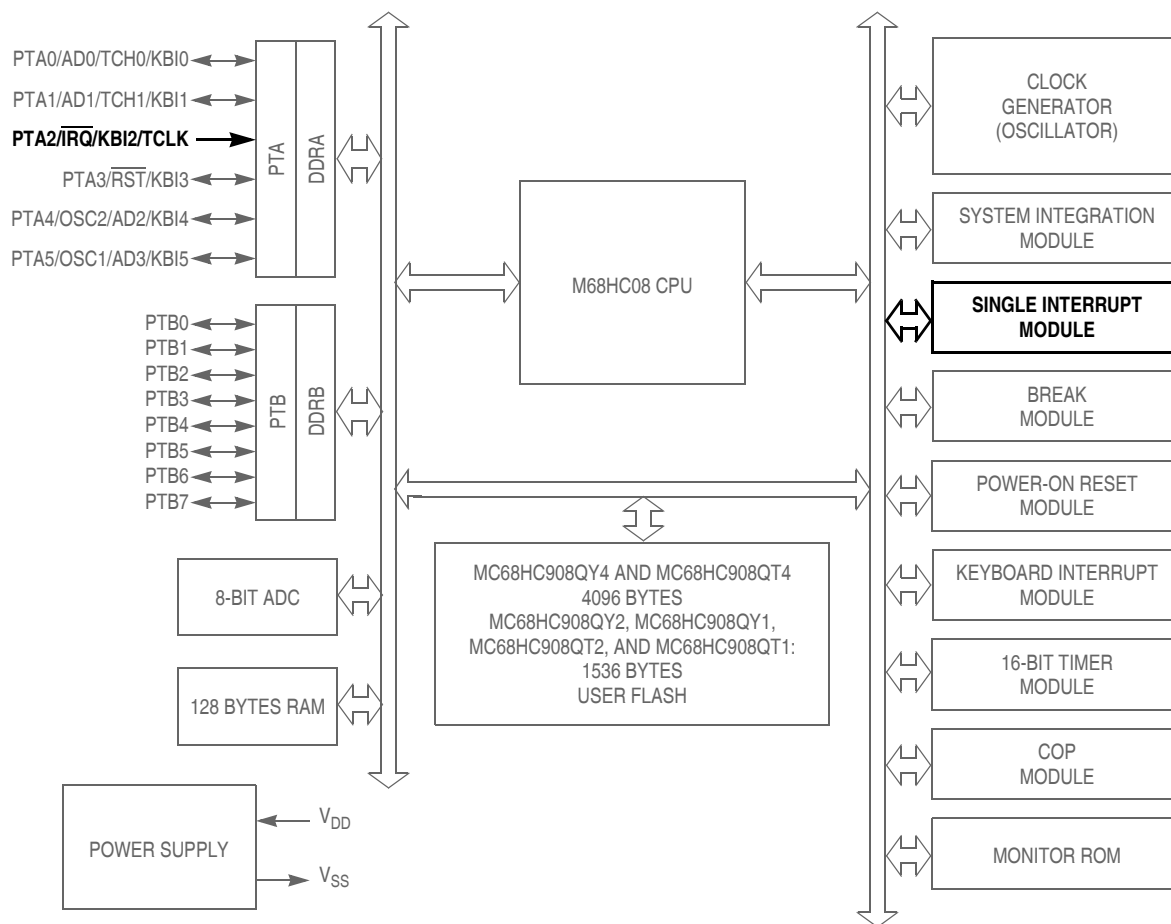 PTA0/AD0/TCH0/KBI0
PTA1/AD1/TCH1/KBI1
PTA2/IRQ/KBI2/TCLK
PTA3/RST/KBI3
PTA4/OSC2/AD2/KBI4
PTA5/OSC1/AD3/KBI5
PTA
DDRA
PTB0
PTB1
PTB2
PTB3
PTB4
PTB5
PTB6
PTB7
PTB
DDRB
8-BIT ADC
128 BYTES RAM
POWER SUPPLY
VDD
VSS
M68HC08 CPU
MC68HC908QY4 AND MC68HC908QT4
4096 BYTES
MC68HC908QY2, MC68HC908QY1,
MC68HC908QT2, AND MC68HC908QT1:
1536 BYTES
USER FLASH
CLOCK
GENERATOR
(OSCILLATOR)
SYSTEM INTEGRATION
MODULE
SINGLE INTERRUPT
MODULE
BREAK
MODULE
POWER-ON RESET
MODULE
KEYBOARD INTERRUPT
MODULE
16-BIT TIMER
MODULE
COP
MODULE
MONITOR ROM